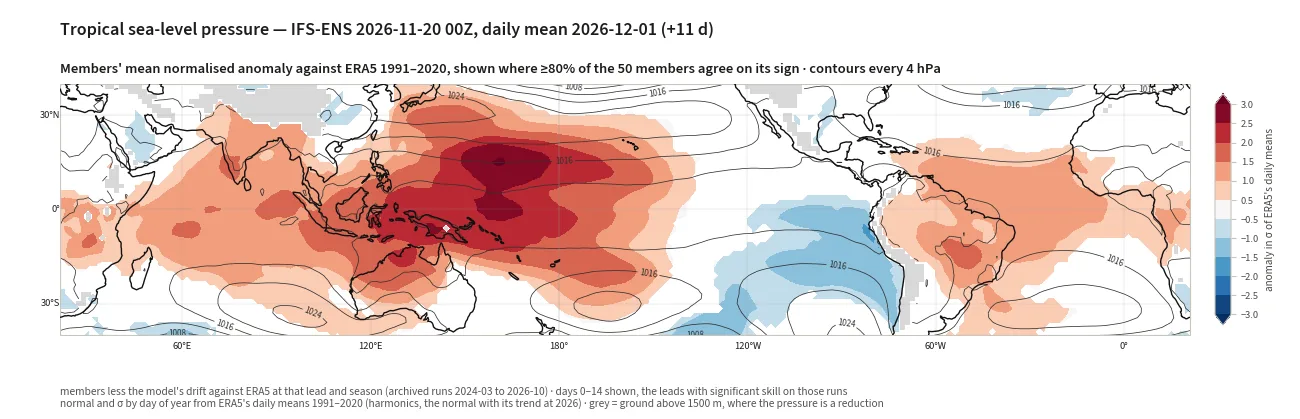 Tropical sea-level pressure — IFS-ENS 2026-11-20 00Z, daily mean 2026-12-01 (+11 d)
Members' mean normalised anomaly against ERA5 1991–2020, shown where ≥80% of the 50 members agree on its sign · contours every 4 hPa
1024
1008
1016
1016
1016
30°N
1016
1016
0°
1016
1016
1016
30°S
1024
1016
1008
1008
1024
60°E
120°E
180°
120°W
60°W
0°
3.0
2.5
2.0
1.5
1.0
0.5
−0.5
−1.0
−1.5
−2.0
−2.5
−3.0
anomaly in σ of ERA5's daily means
members less the model's drift against ERA5 at that lead and season (archived runs 2024-03 to 2026-10) · days 0–14 shown, the leads with significant skill on those runs
normal and σ by day of year from ERA5's daily means 1991–2020 (harmonics, the normal with its trend at 2026) · grey = ground above 1500 m, where the pressure is a reduction